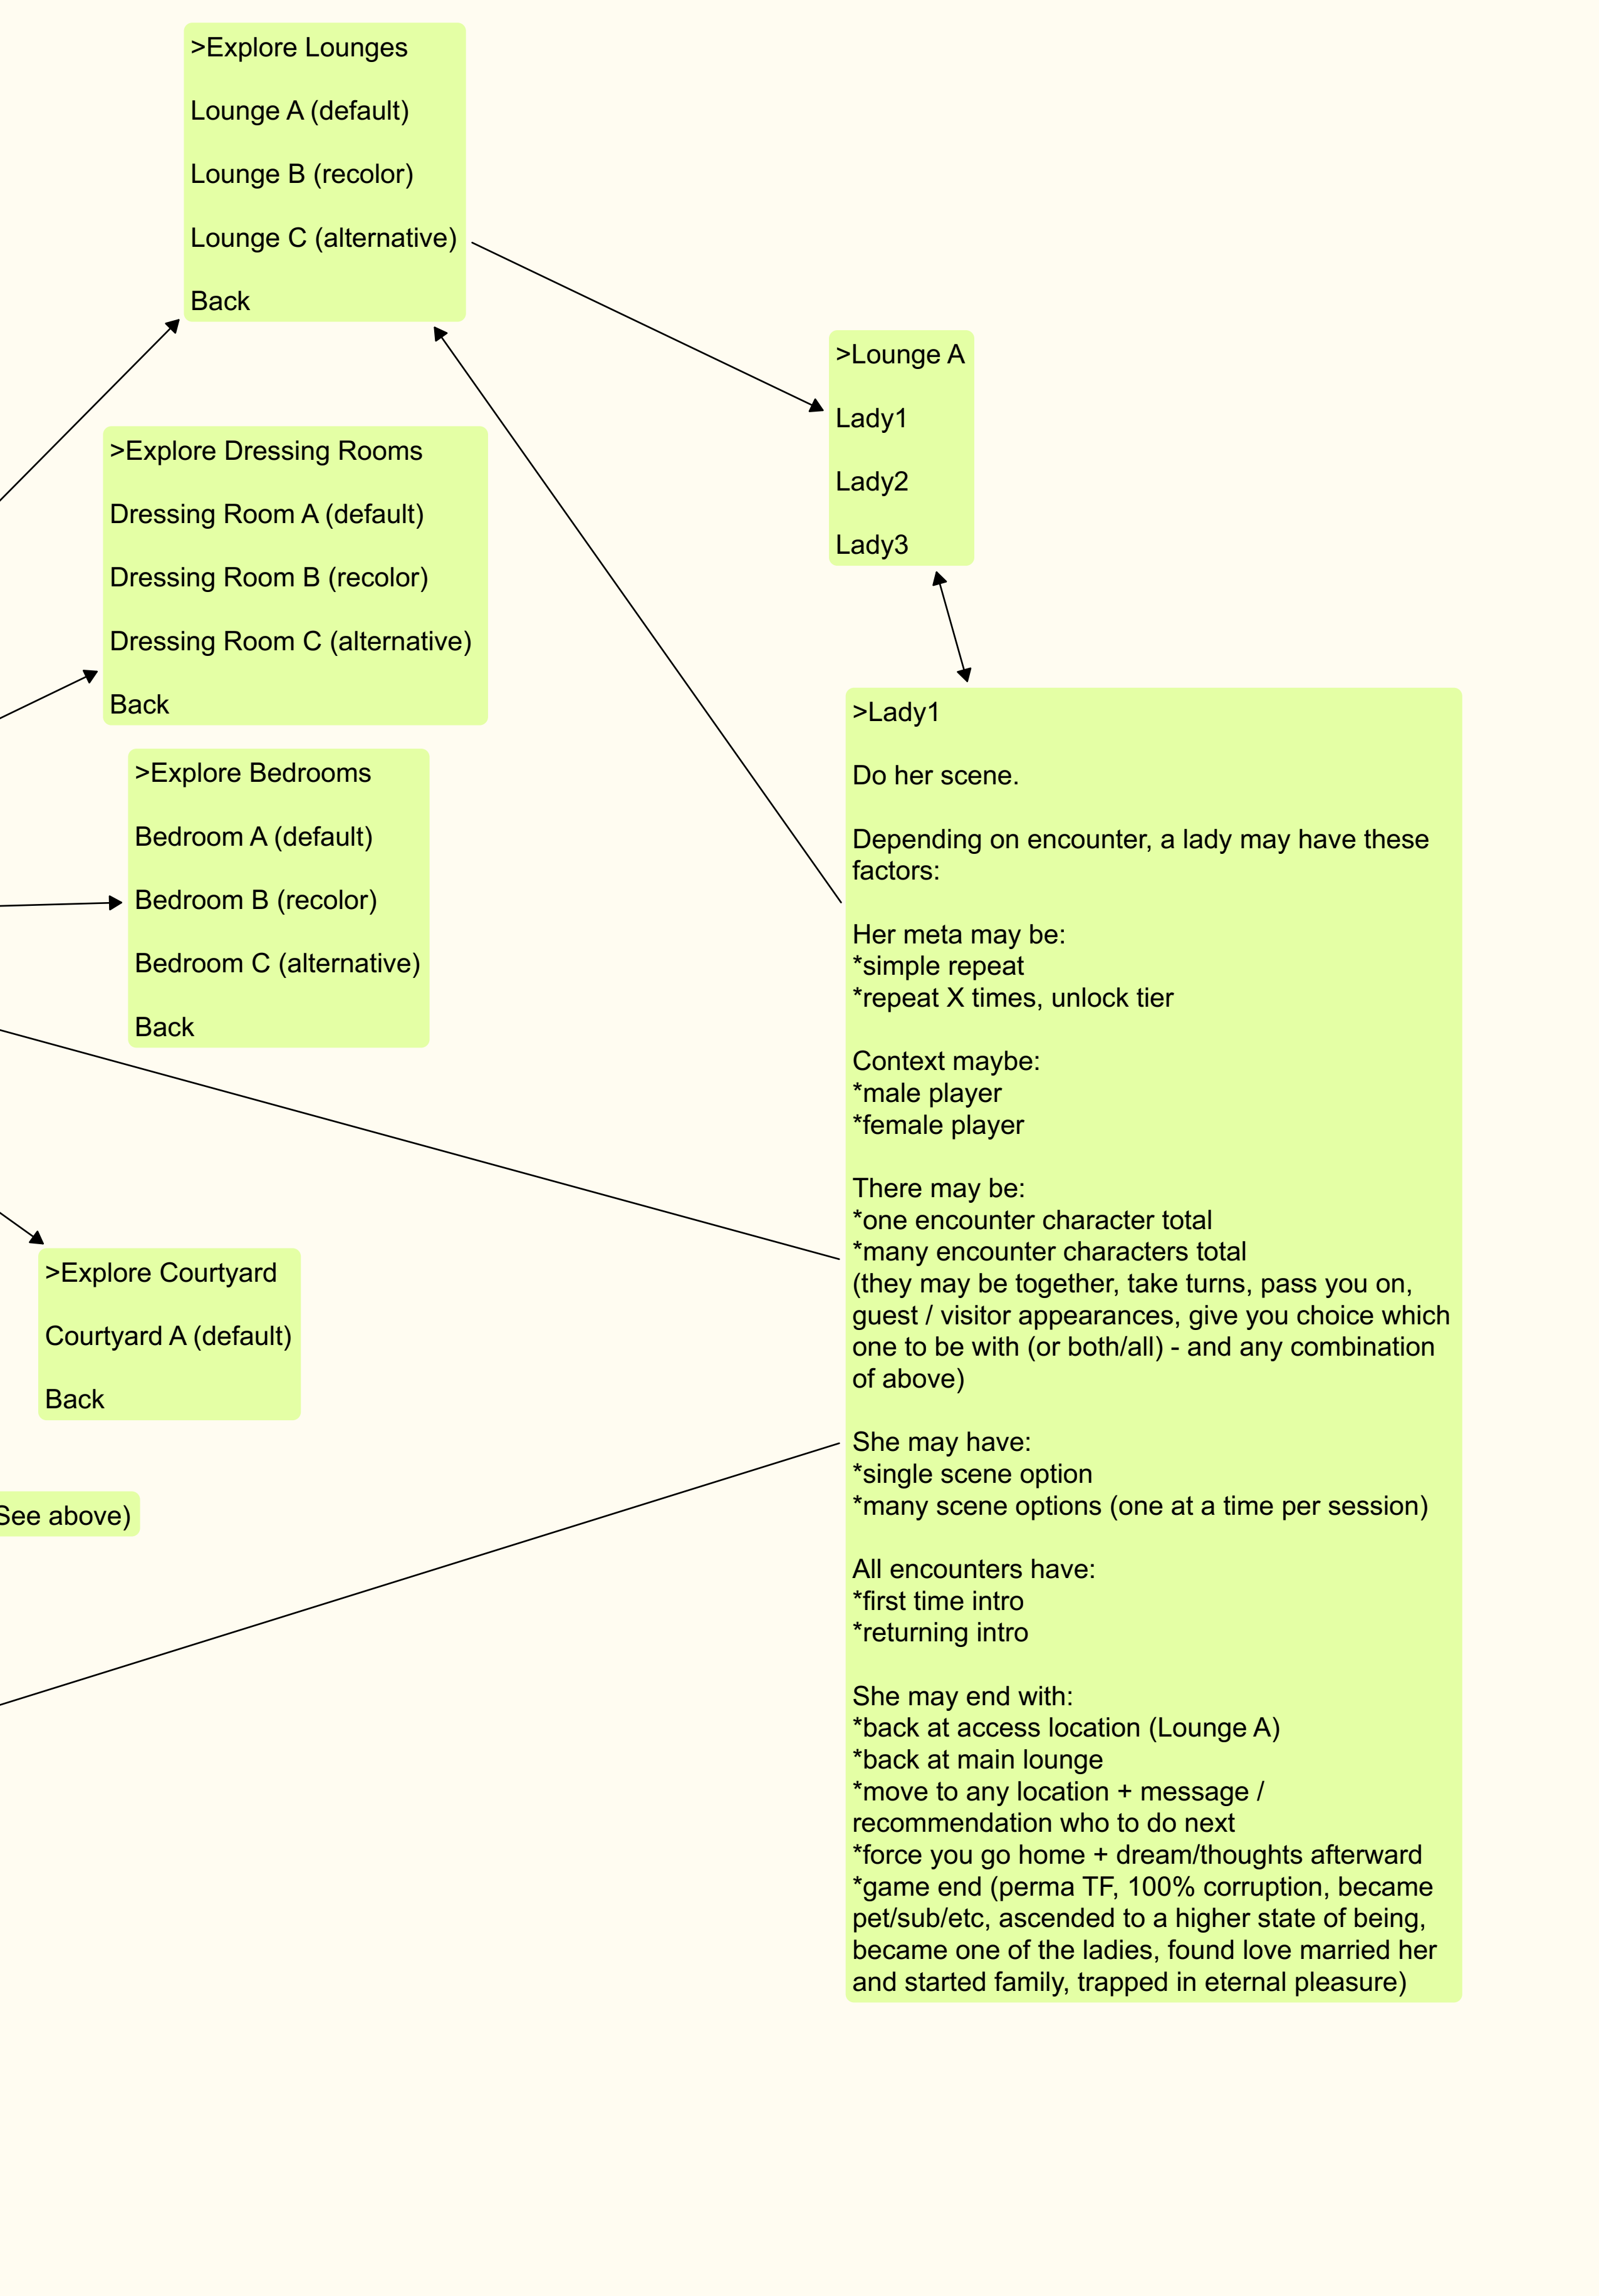 >Explore Lounges
Lounge A (default)
Lounge B (recolor)
Lounge C (alternative)
Back
>Lounge A
Lady1
Lady2
Lady3
>Explore Dressing Rooms
Dressing Room A (default)
Dressing Room B (recolor)
Dressing Room C (alternative)
Back
>Explore Bedrooms
Bedroom A (default)
Bedroom B (recolor)
Bedroom C (alternative)
Back
>Explore Courtyard
Courtyard A (default)
Back
See above)
>Lady1
Do her scene.
Depending on encounter, a lady may have these
factors:
Her meta may be:
*simple repeat
*repeat X times, unlock tier
Context maybe:
*male player
*female player
There may be:
*one encounter character total
*many encounter characters total
(they may be together, take turns, pass you on,
guest / visitor appearances, give you choice which
one to be with (or both/all) - and any combination
of above)
She may have:
*single scene option
*many scene options (one at a time per session)
All encounters have:
*first time intro
*returning intro
She may end with:
*back at access location (Lounge A)
*back at main lounge
*move to any location + message /
recommendation who to do next
*force you go home + dream/thoughts afterward
*game end (perma TF, 100% corruption, became
pet/sub/etc, ascended to a higher state of being,
became one of the ladies, found love married her
and started family, trapped in eternal pleasure)